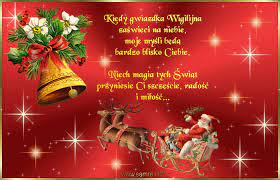 Kiedy gwiazdka Wigilijna
zaświeci na niebie,
moje myśli będą
bardzo blisko Ciebie.
Niech magia tych Świąt
przyniesie Ci szczęście, radość
i miłość...